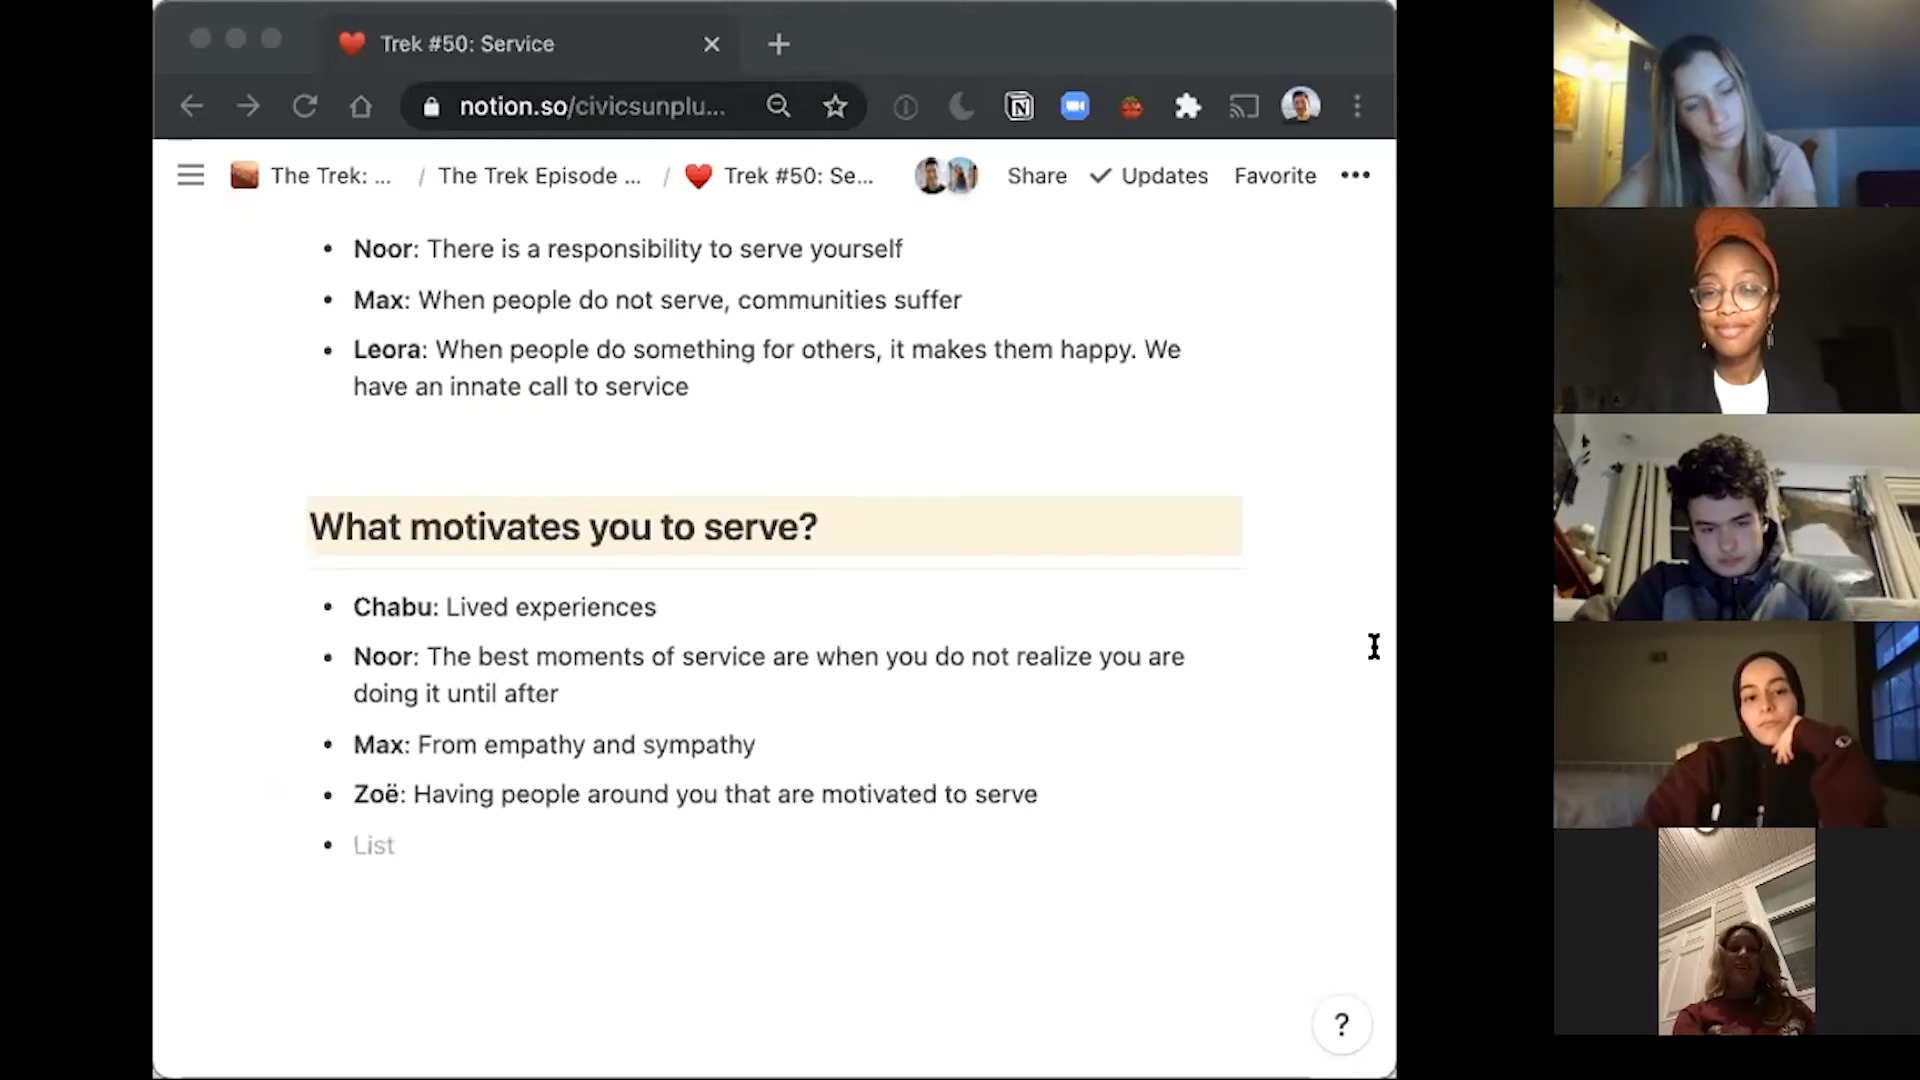 Trek #50: Service
notion.so/civicsunplu...
The Trek: ... / The Trek Episode ... / Trek #50: Se... Share Updates Favorite
• Noor: There is a responsibility to serve yourself
• Max: When people do not serve, communities suffer
• Leora: When people do something for others, it makes them happy. We
have an innate call to service
What motivates you to serve?
• Chabu: Lived experiences
• Noor: The best moments of service are when you do not realize you are
doing it until after
• Max: From empathy and sympathy
• Zoë: Having people around you that are motivated to serve
• List
?